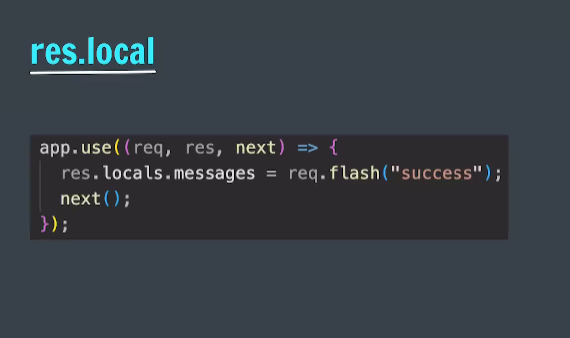 res.local
app.use((req, res, next) => {
res.locals.messages = req.flash("success");
next();
});